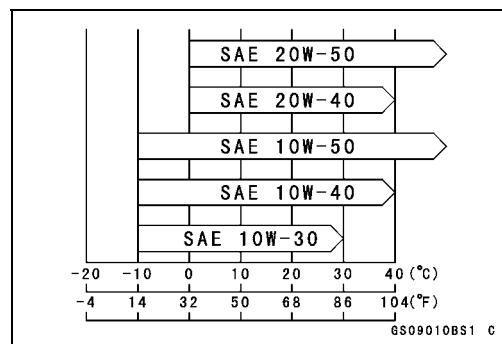 SAE 20W-50
SAE 20W-40
SAE 10W-50
SAE 10W-40
SAE 10W-30
-20 -10 0 10 20 30 40 (°C)
-4 14 32 50 68 86 104(°F)
GS09010BS1 C